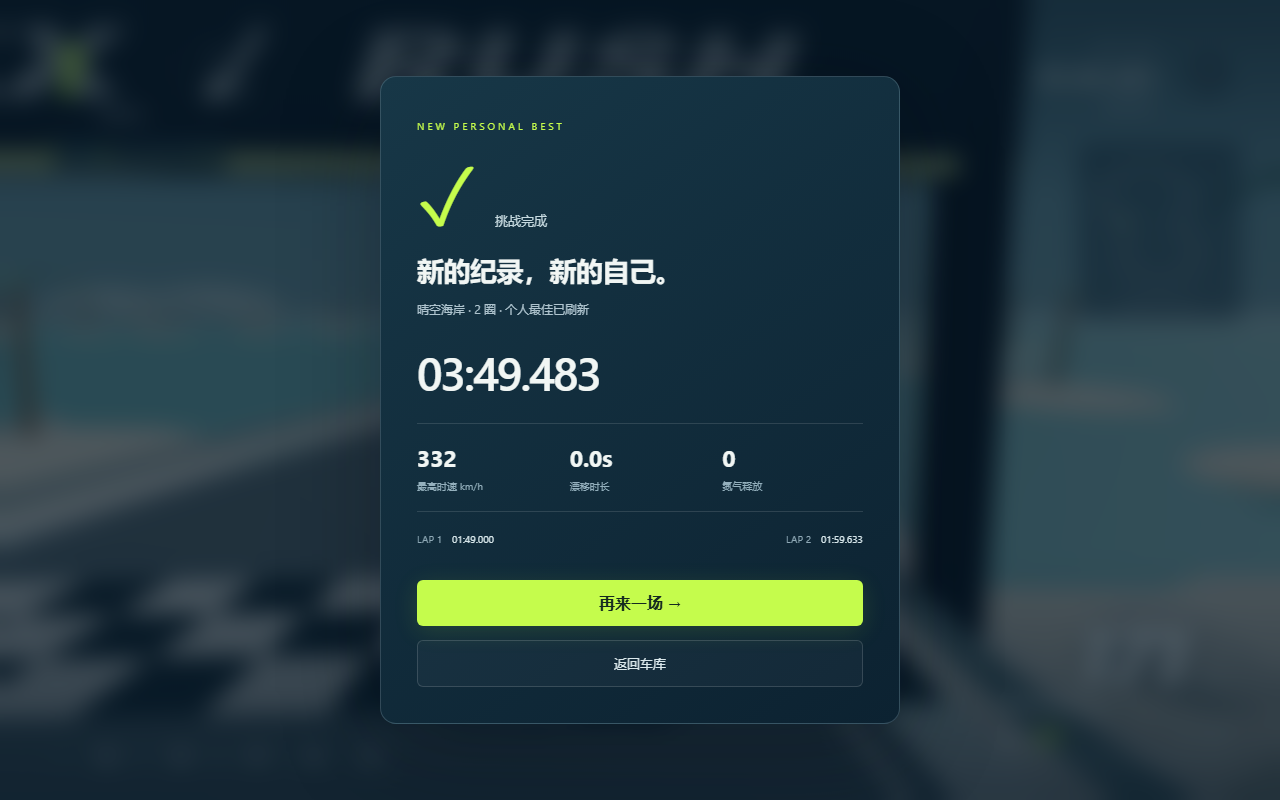 RUSH
NEW PERSONAL BEST
✓ 挑战完成
新的纪录，新的自己。
晴空海岸 · 2 圈 · 个人最佳已刷新
03:49.483
332 0.0s 0
最高时速 km/h 漂移时长 氮气释放
LAP 1 01:49.000 LAP 2 01:59.633
再来一场 →
返回车库